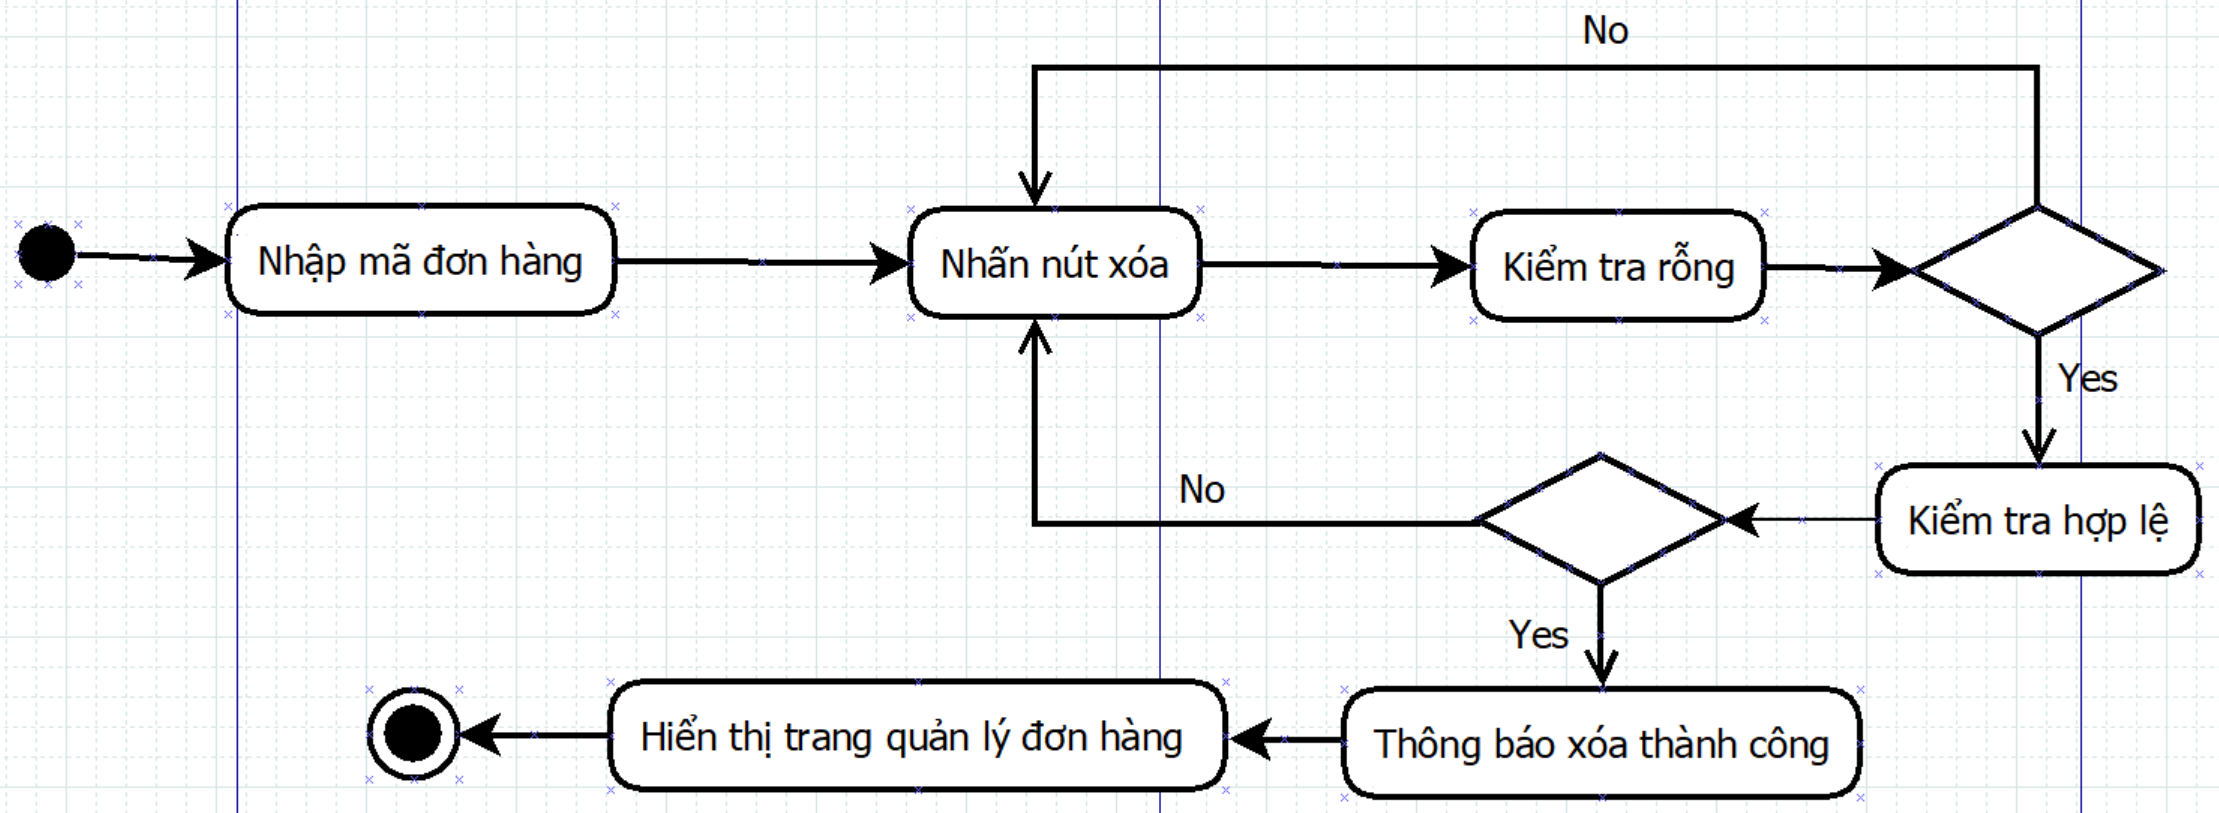 No
Nhập mã đơn hàng
Nhấn nút xóa
Kiểm tra rỗng
Yes
Kiểm tra hợp lệ
No
Yes
Thông báo xóa thành công
Hiển thị trang quản lý đơn hàng